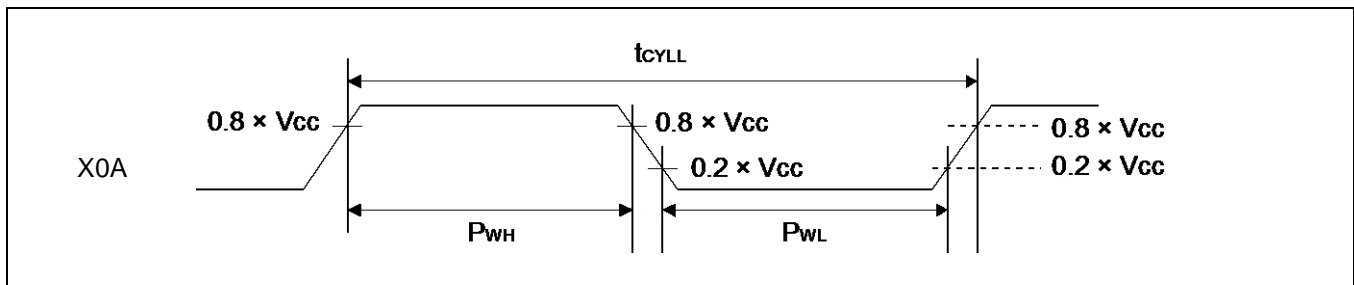 tCYLL
0.8 × Vcc
0.8 × Vcc
0.8 × Vcc
X0A
0.2 × Vcc
0.2 × Vcc
PWH
PWL